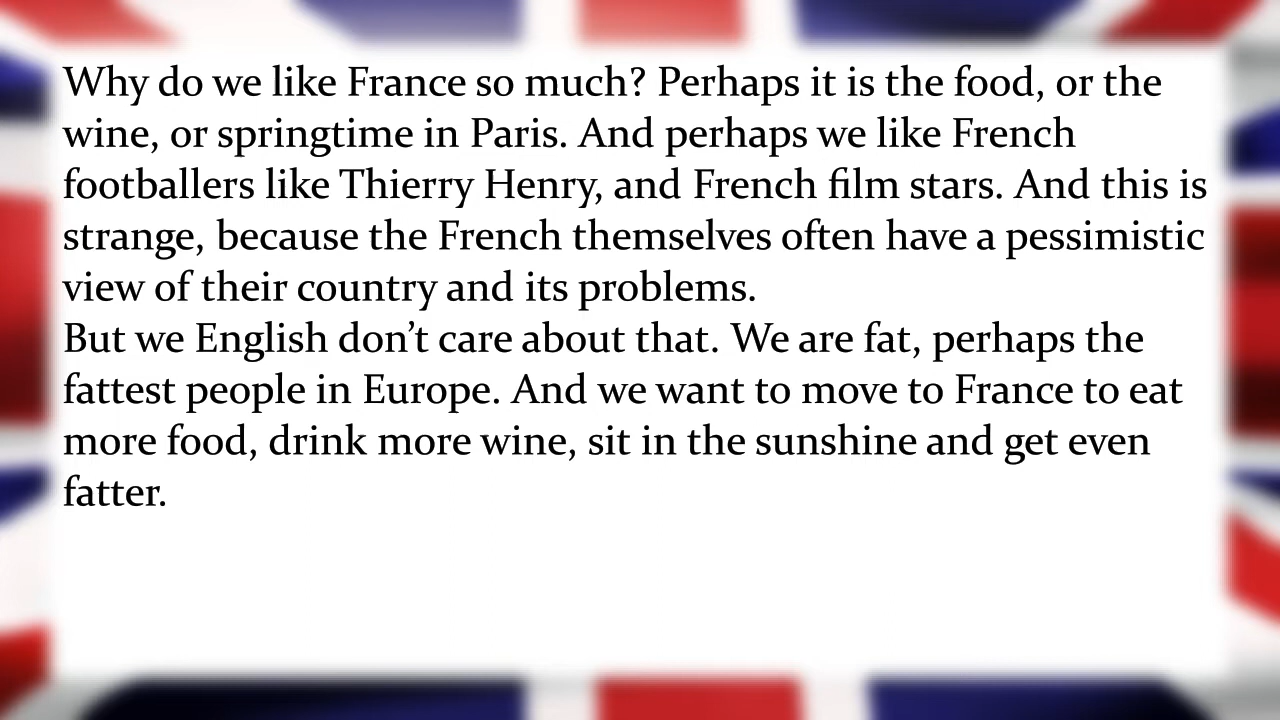 Why do we like France so much? Perhaps it is the food, or the
wine, or springtime in Paris. And perhaps we like French
footballers like Thierry Henry, and French film stars. And this is
strange, because the French themselves often have a pessimistic
view of their country and its problems.
But we English don’t care about that. We are fat, perhaps the
fattest people in Europe. And we want to move to France to eat
more food, drink more wine, sit in the sunshine and get even
fatter.